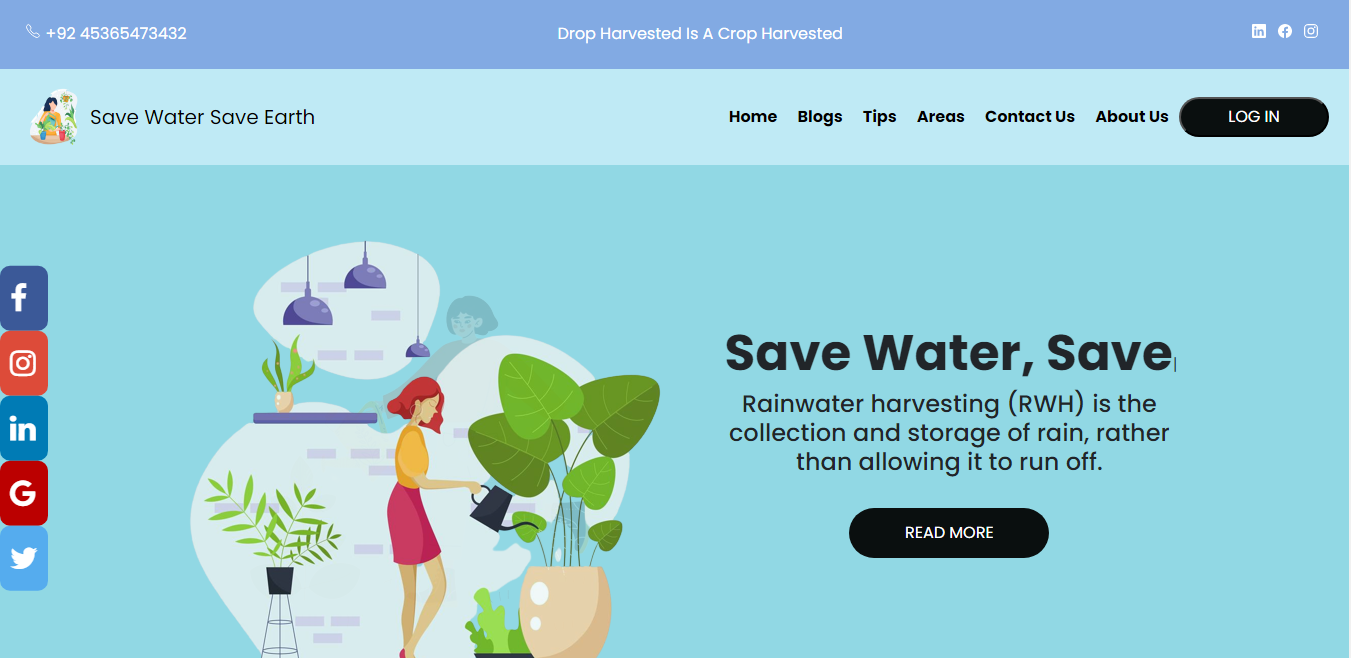 +92 45365473432
Drop Harvested Is A Crop Harvested
Save Water Save Earth
Home Blogs Tips Areas Contact Us About Us LOG IN
Save Water, Save
Rainwater harvesting (RWH) is the
collection and storage of rain, rather
than allowing it to run off.
READ MORE